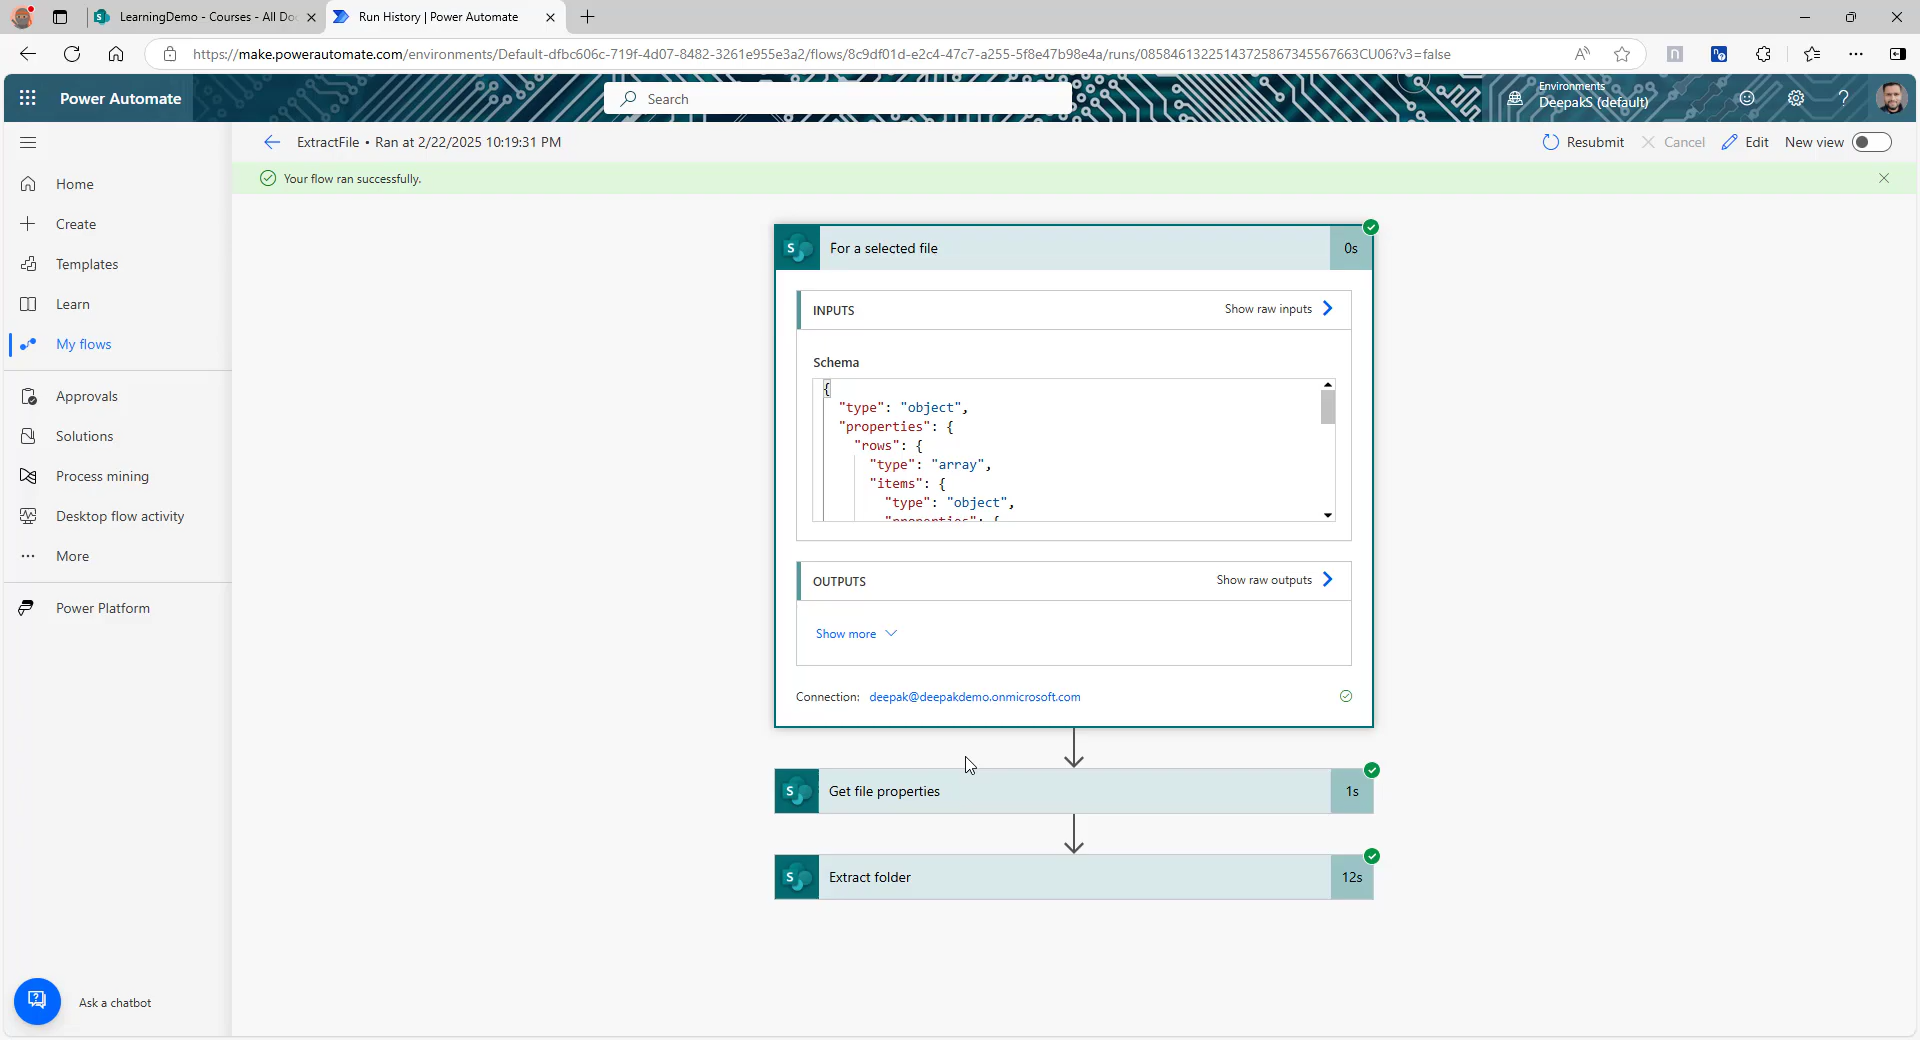 LearningDemo - Courses - All Do
Run History | Power Automate
https://make.powerautomate.com/environments/Default-dfbc606c-719f-4d07-8482-3261e955e3a2/flows/8c9df01d-e2c4-47c7-a255-5f8e47b98e4a/runs/08584613225143725867345567663CU06?v3=false
Power Automate
Search
Environments
DeepakS (default)
ExtractFile • Ran at 2/22/2025 10:19:31 PM
Resubmit
Cancel
Edit
New view
Your flow ran successfully.
Home
Create
Templates
Learn
My flows
Approvals
Solutions
Process mining
Desktop flow activity
More
Power Platform
Ask a chatbot
For a selected file
0s
INPUTS
Show raw inputs
Schema
{
"type": "object",
"properties": {
"rows": {
"type": "array",
"items": {
"type": "object",
"properties": {
OUTPUTS
Show raw outputs
Show more
Connection: deepak@deepakdemo.onmicrosoft.com
Get file properties
1s
Extract folder
12s